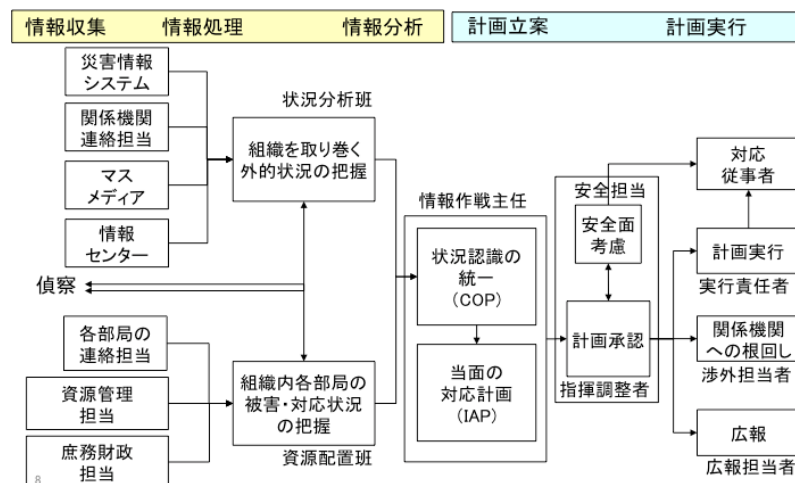 情報収集 情報処理 情報分析 計画立案 計画実行
災害情報
システム
関係機関
連絡担当
マス
メディア
情報
センター
偵察
各部局の
連絡担当
資源管理
担当
庶務財政
担当
状況分析班
組織を取り巻く
外的状況の把握
組織内各部局の
被害・対応状況
の把握
資源配置班
情報作戦主任
状況認識の
統一
(COP)
当面の
対応計画
(IAP)
安全担当
安全面
考慮
計画承認
指揮調整者
対応
従事者
計画実行
実行責任者
関係機関
への根回し
渉外担当者
広報
広報担当者
8